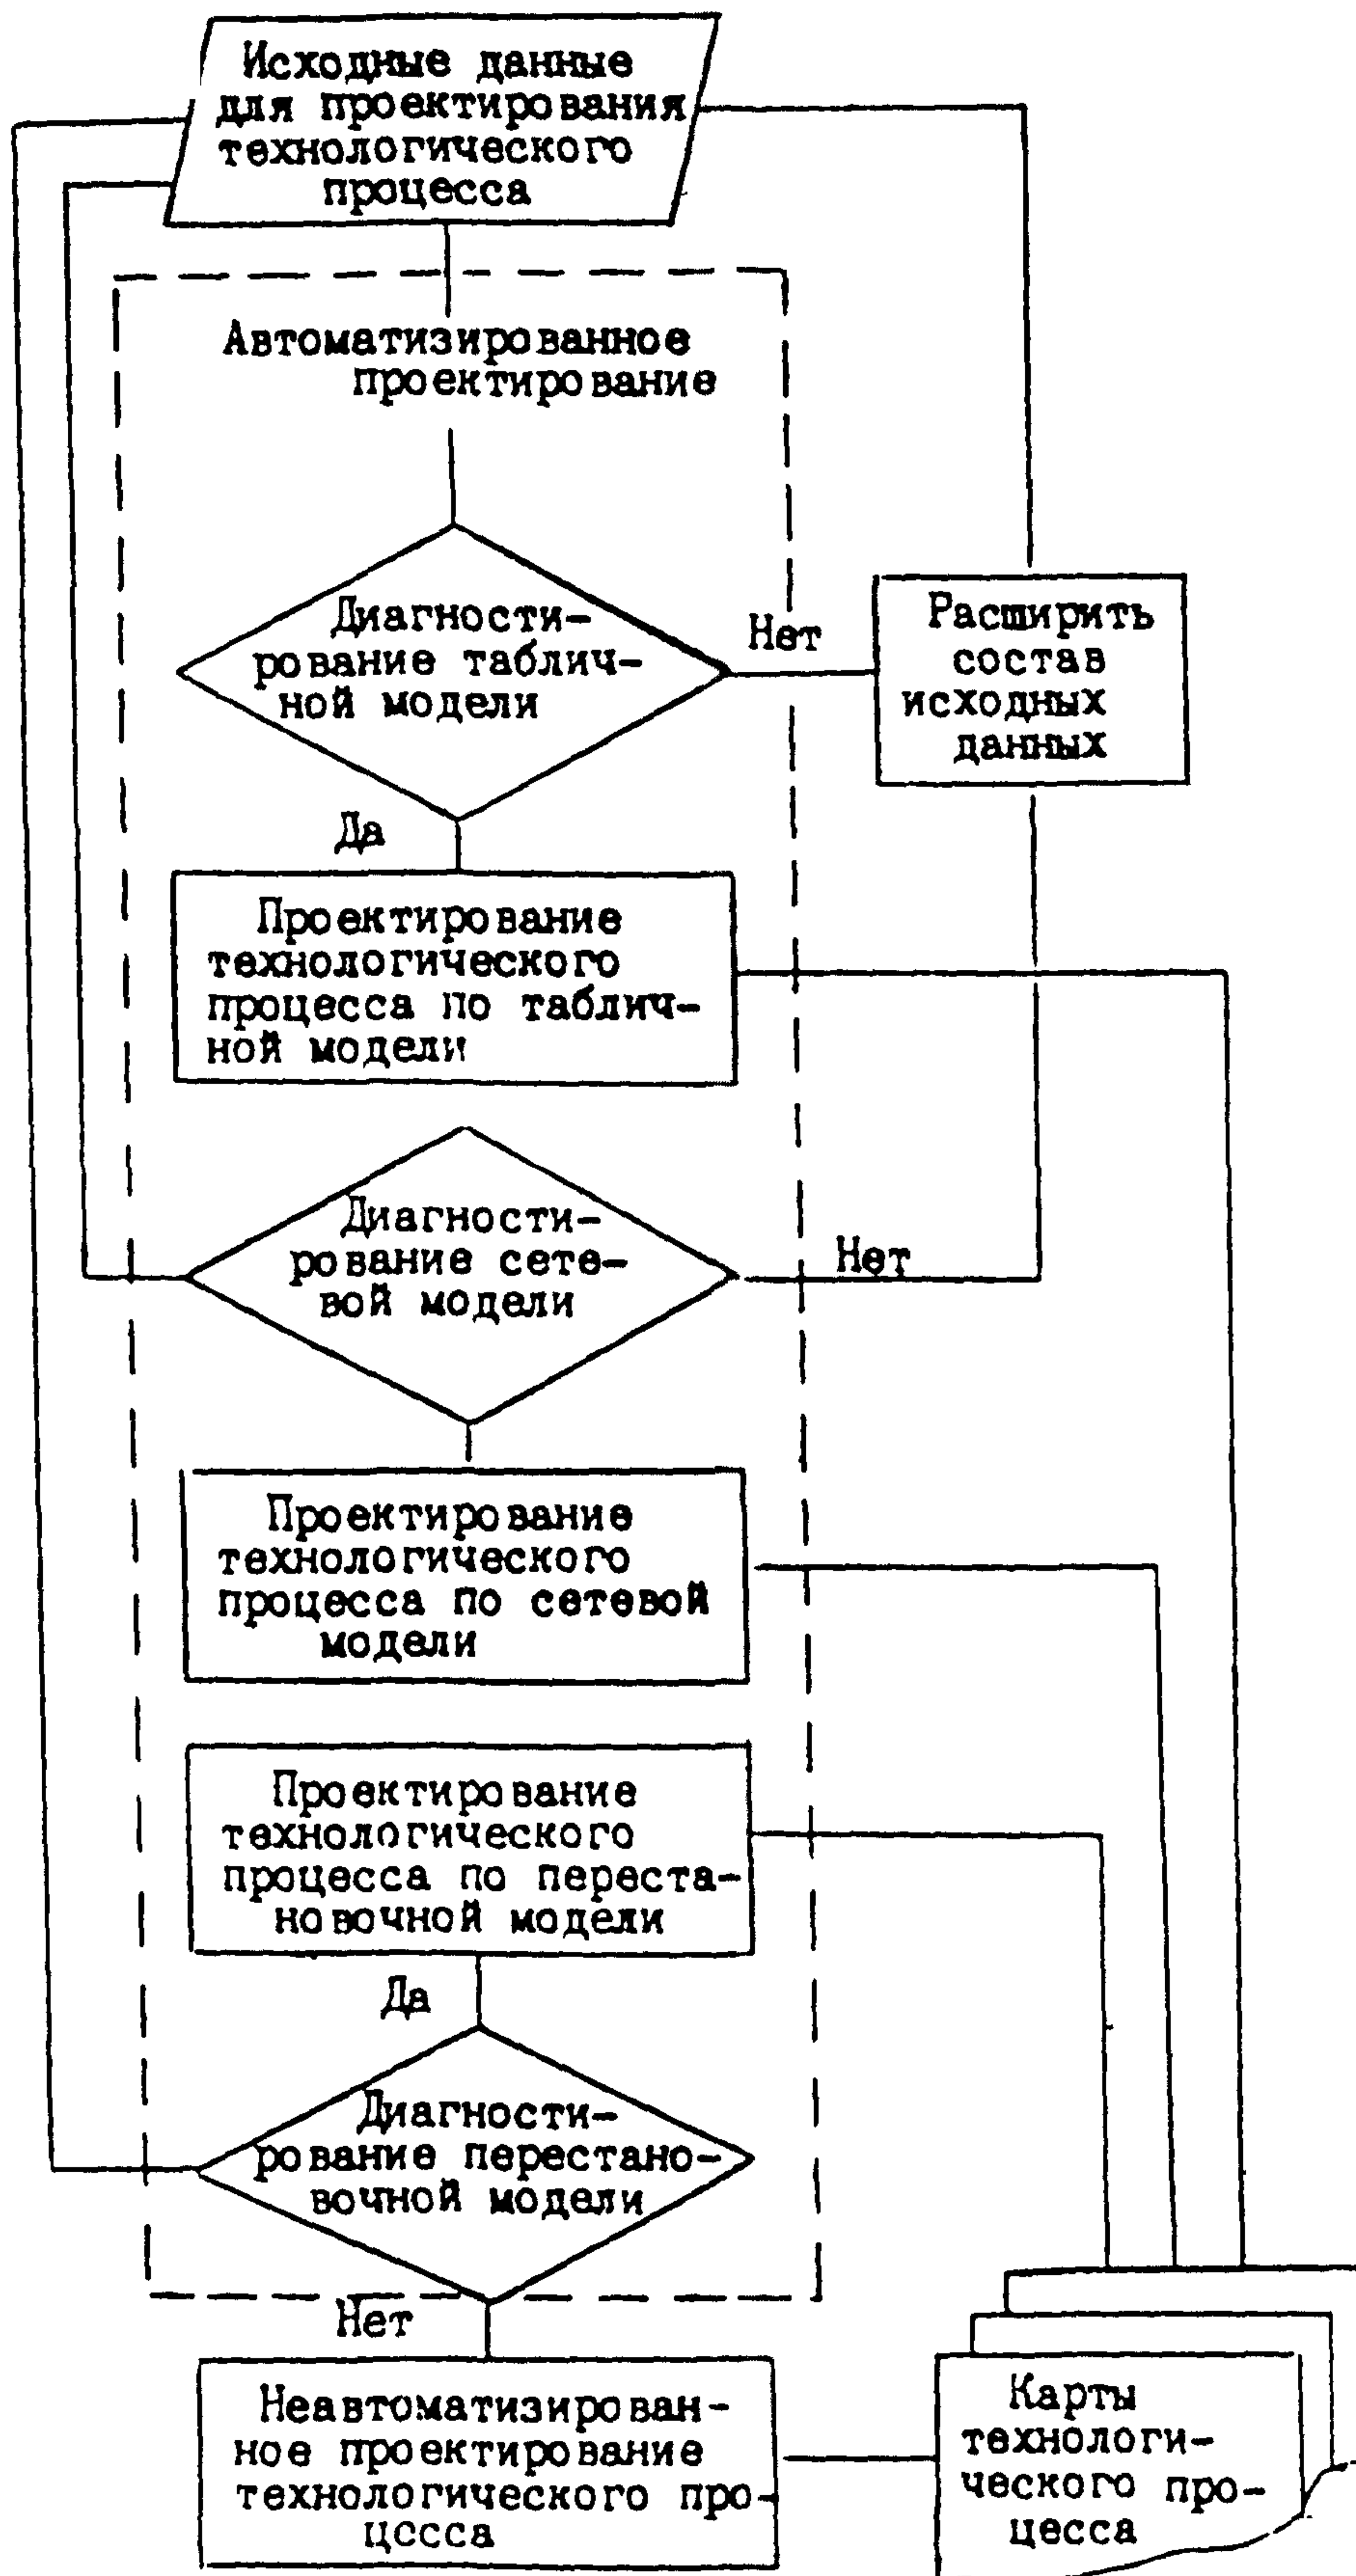 Исходные данные
для проектирования
технологического
процесса
Автоматизированное
проектирование
Диагности-
рование таблич-
ной модели
Нет
Расширить
состав
исходных
данных
Да
Проектирование
технологического
процесса по таблич-
ной модели
Диагности-
рование сете-
вой модели
Нет
Проектирование
технологического
процесса по сетевой
модели
Проектирование
технологического
процесса по переста-
новочной модели
Да
Диагности-
рование перестано-
вочной модели
Нет
Неавтоматизирован-
ное проектирование
технологического про-
цесса
Карты
технологи-
ческого про-
цесса